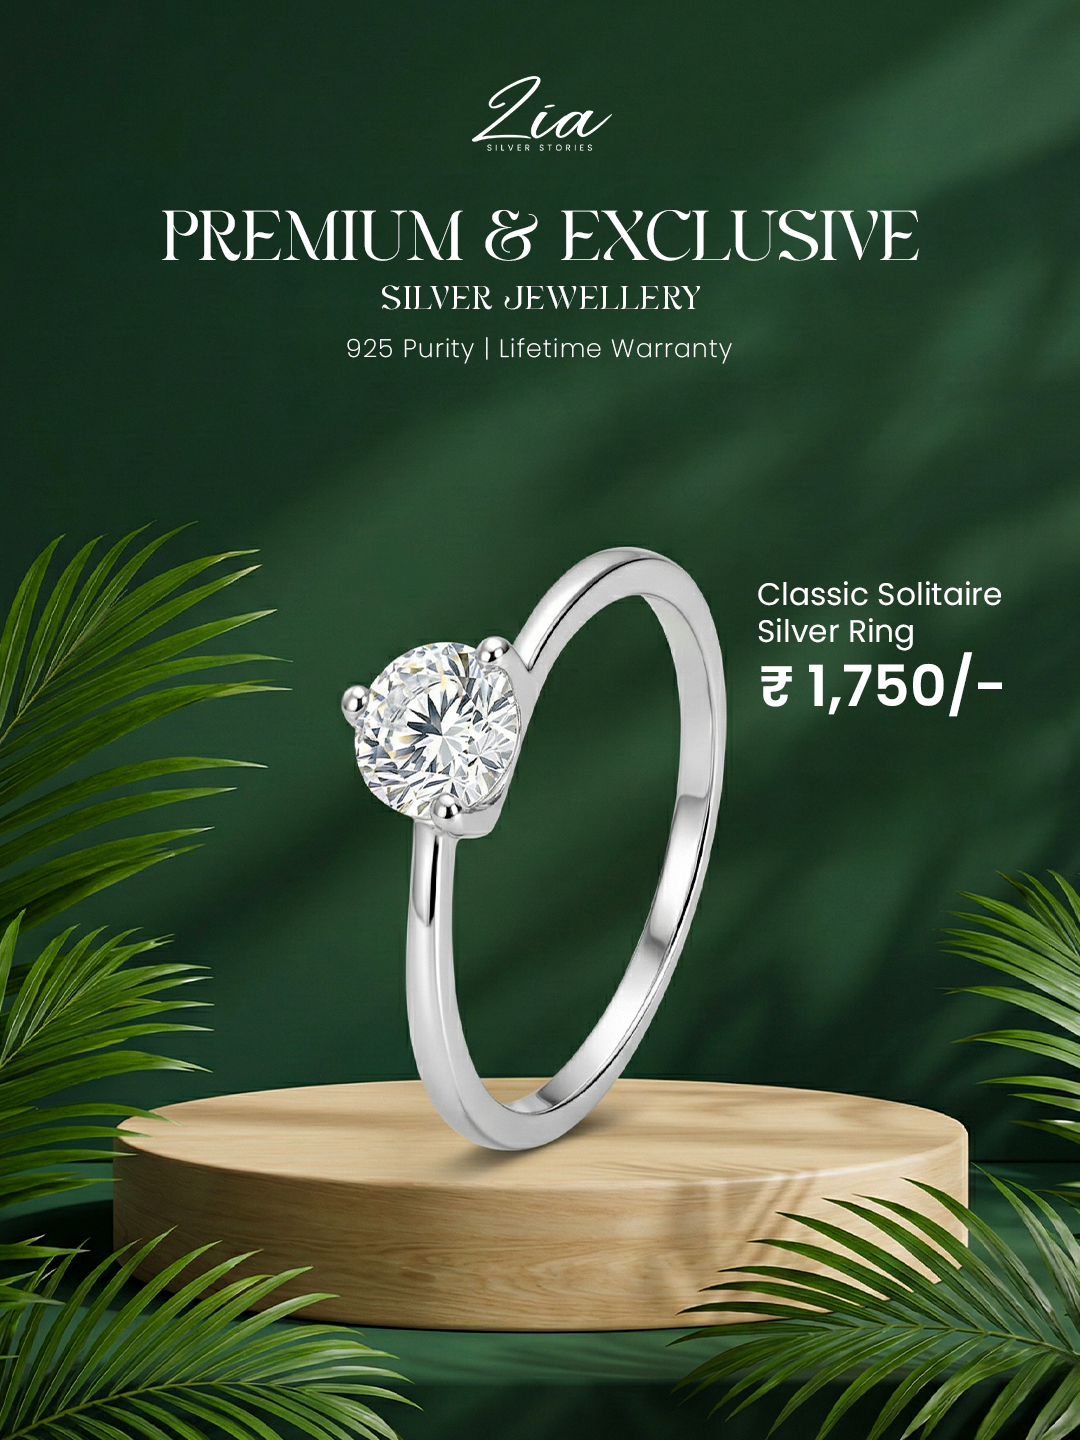 Zia
SILVER STORIES
PREMIUM & EXCLUSIVE
SILVER JEWELLERY
925 Purity | Lifetime Warranty
Classic Solitaire
Silver Ring
₹ 1,750/-